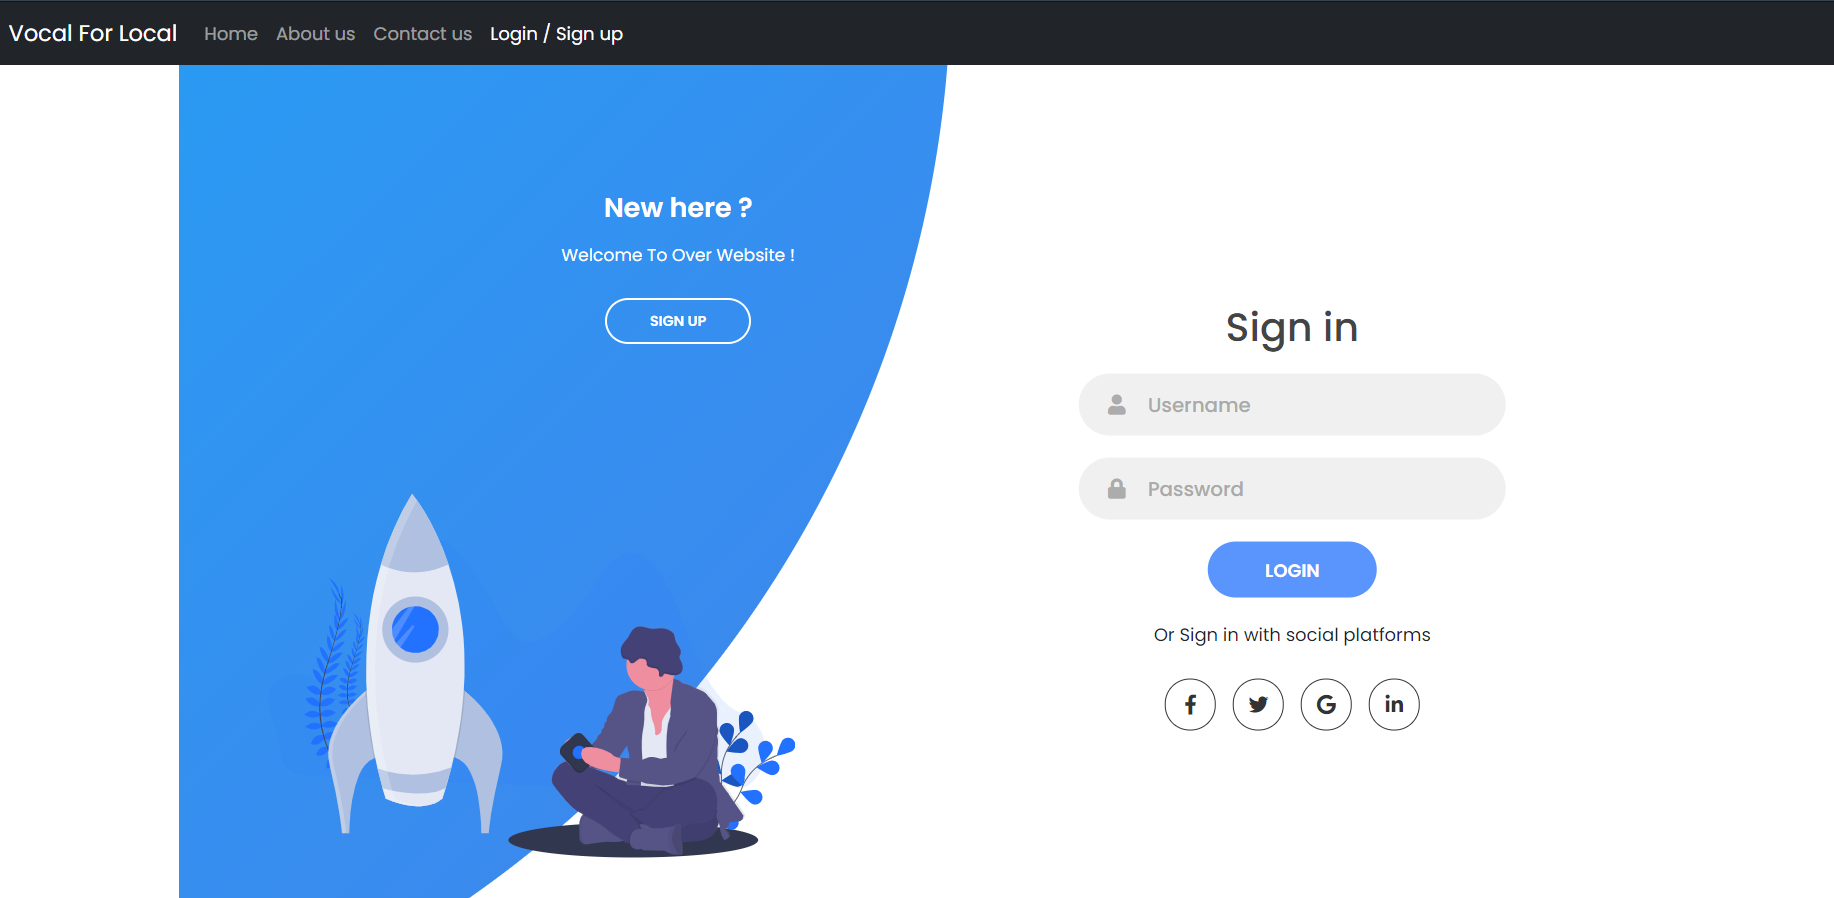 Vocal For Local Home About us Contact us Login / Sign up
New here ?
Welcome To Over Website !
SIGN UP
Sign in
Username
Password
LOGIN
Or Sign in with social platforms